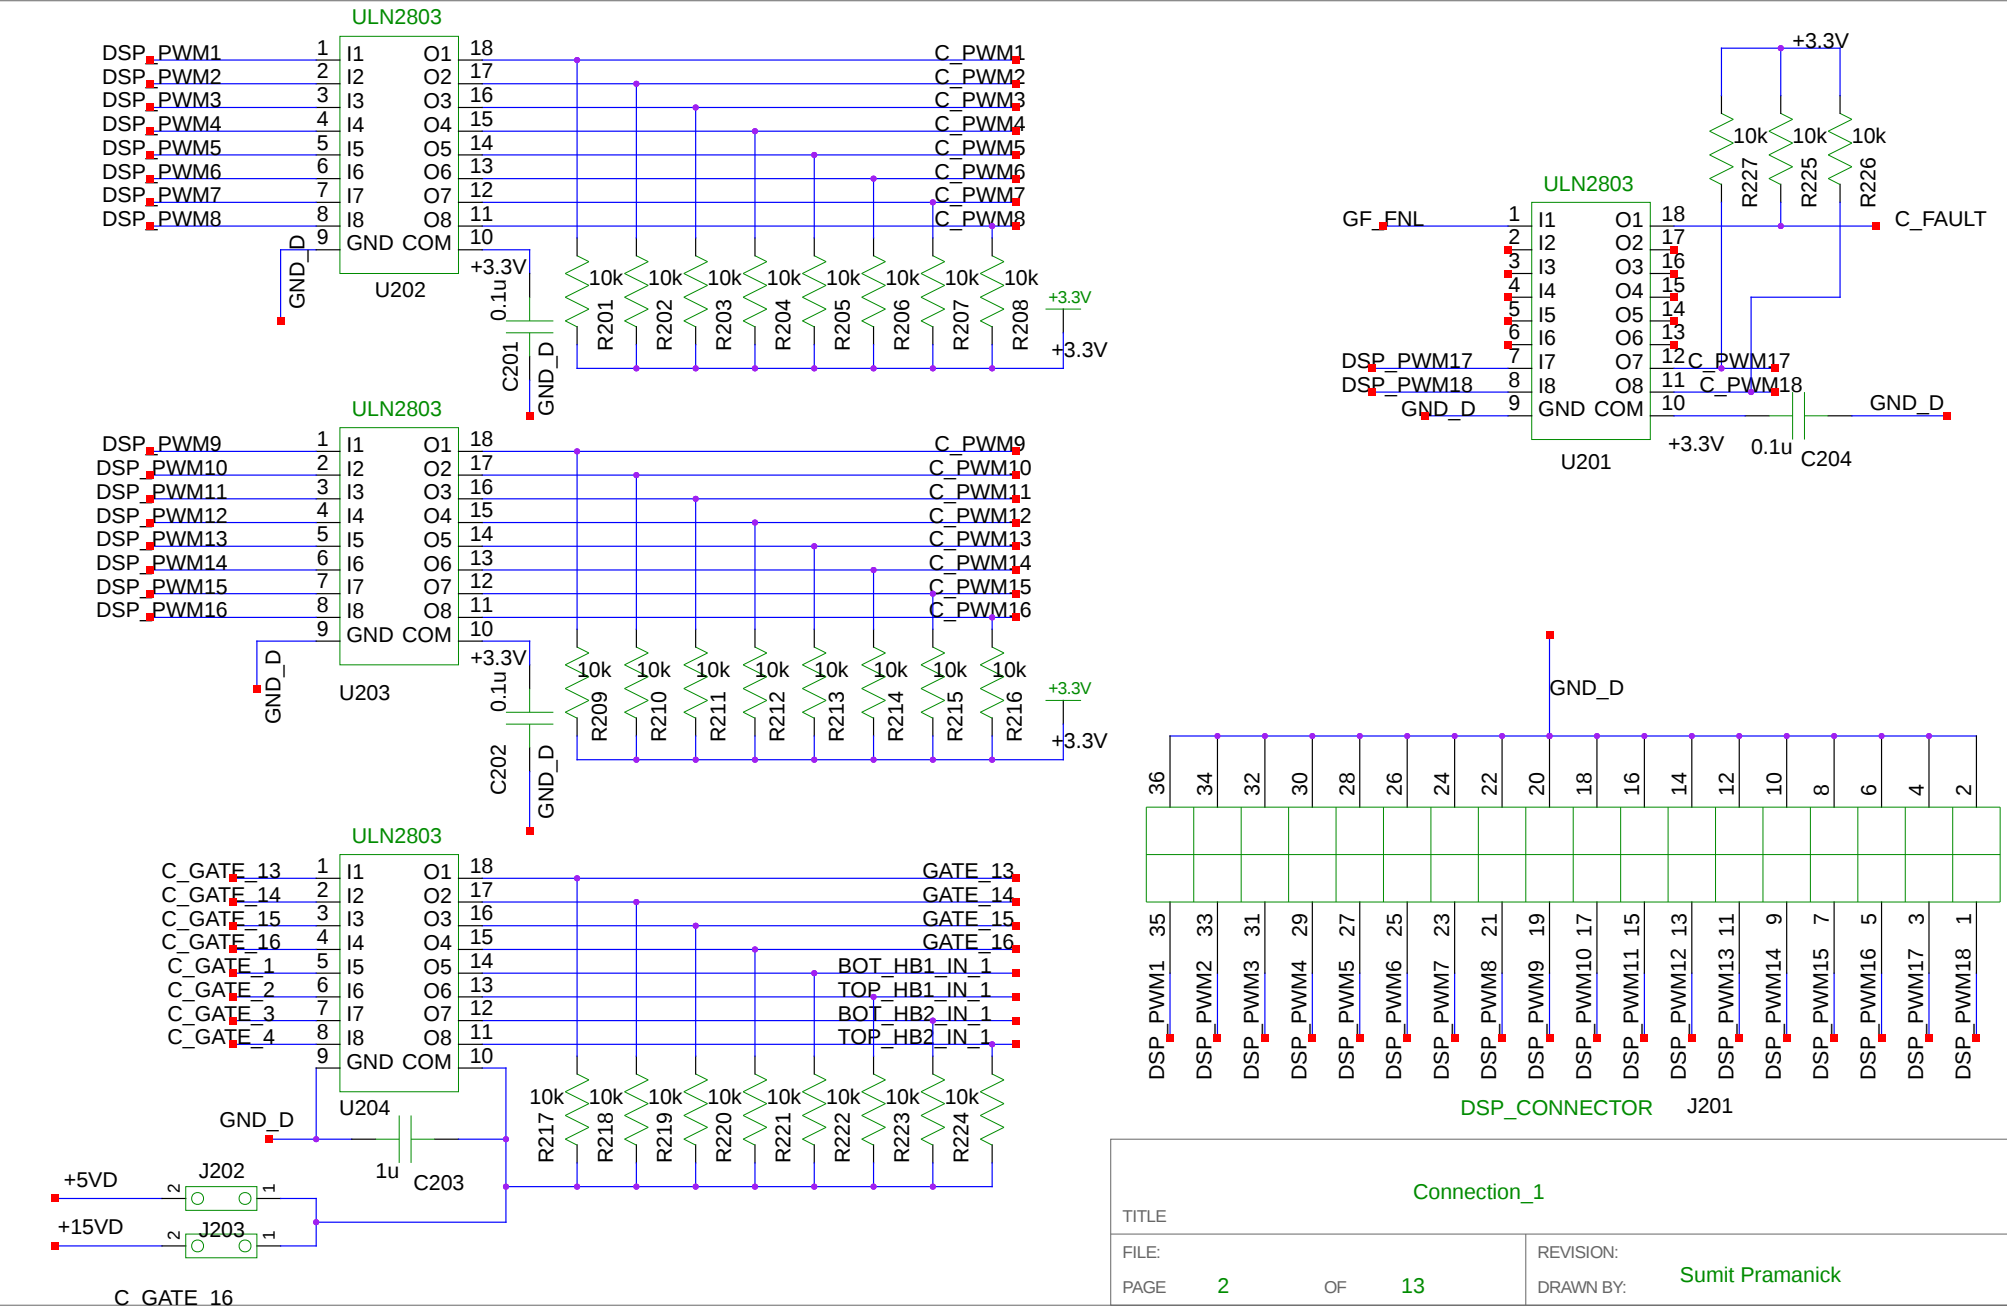 ULN2803
DSP_PWM1 1 I1 O1 18 C_PWM1
DSP_PWM2 2 I2 O2 17 C_PWM2
DSP_PWM3 3 I3 O3 16 C_PWM3
DSP_PWM4 4 I4 O4 15 C_PWM4
DSP_PWM5 5 I5 O5 14 C_PWM5
DSP_PWM6 6 I6 O6 13 C_PWM6
DSP_PWM7 7 I7 O7 12 C_PWM7
DSP_PWM8 8 I8 O8 11 C_PWM8
9 GND COM 10
GND_D
U202
+3.3V
0.1u
C201
GND_D
10k 10k 10k 10k 10k 10k 10k 10k
R201 R202 R203 R204 R205 R206 R207 R208
+3.3V
+3.3V
ULN2803
DSP_PWM9 1 I1 O1 18 C_PWM9
DSP_PWM10 2 I2 O2 17 C_PWM10
DSP_PWM11 3 I3 O3 16 C_PWM11
DSP_PWM12 4 I4 O4 15 C_PWM12
DSP_PWM13 5 I5 O5 14 C_PWM13
DSP_PWM14 6 I6 O6 13 C_PWM14
DSP_PWM15 7 I7 O7 12 C_PWM15
DSP_PWM16 8 I8 O8 11 C_PWM16
9 GND COM 10
GND_D
U203
+3.3V
0.1u
C202
GND_D
10k 10k 10k 10k 10k 10k 10k 10k
R209 R210 R211 R212 R213 R214 R215 R216
+3.3V
+3.3V
ULN2803
C_GATE_13 1 I1 O1 18 GATE_13
C_GATE_14 2 I2 O2 17 GATE_14
C_GATE_15 3 I3 O3 16 GATE_15
C_GATE_16 4 I4 O4 15 GATE_16
C_GATE_1 5 I5 O5 14 BOT_HB1_IN_1
C_GATE_2 6 I6 O6 13 TOP_HB1_IN_1
C_GATE_3 7 I7 O7 12 BOT_HB2_IN_1
C_GATE_4 8 I8 O8 11 TOP_HB2_IN_1
9 GND COM 10
U204
GND_D
1u
C203
10k 10k 10k 10k 10k 10k 10k 10k
R217 R218 R219 R220 R221 R222 R223 R224
+5VD 2 J202 1
+15VD 2 J203 1
C_GATE_16
+3.3V
10k 10k 10k
R227 R225 R226
ULN2803
GF_FNL 1 I1 O1 18 C_FAULT
2 I2 O2 17
3 I3 O3 16
4 I4 O4 15
5 I5 O5 14
6 I6 O6 13
DSP_PWM17 7 I7 O7 12 C_PWM17
DSP_PWM18 8 I8 O8 11 C_PWM18
GND_D 9 GND COM 10 GND_D
U201
+3.3V
0.1u
C204
GND_D
36 34 32 30 28 26 24 22 20 18 16 14 12 10 8 6 4 2
35 33 31 29 27 25 23 21 19 17 15 13 11 9 7 5 3 1
DSP_PWM1 DSP_PWM2 DSP_PWM3 DSP_PWM4 DSP_PWM5 DSP_PWM6 DSP_PWM7 DSP_PWM8 DSP_PWM9 DSP_PWM10 DSP_PWM11 DSP_PWM12 DSP_PWM13 DSP_PWM14 DSP_PWM15 DSP_PWM16 DSP_PWM17 DSP_PWM18
DSP_CONNECTOR J201
Connection_1
TITLE
FILE: REVISION:
PAGE 2 OF 13 DRAWN BY: Sumit Pramanick